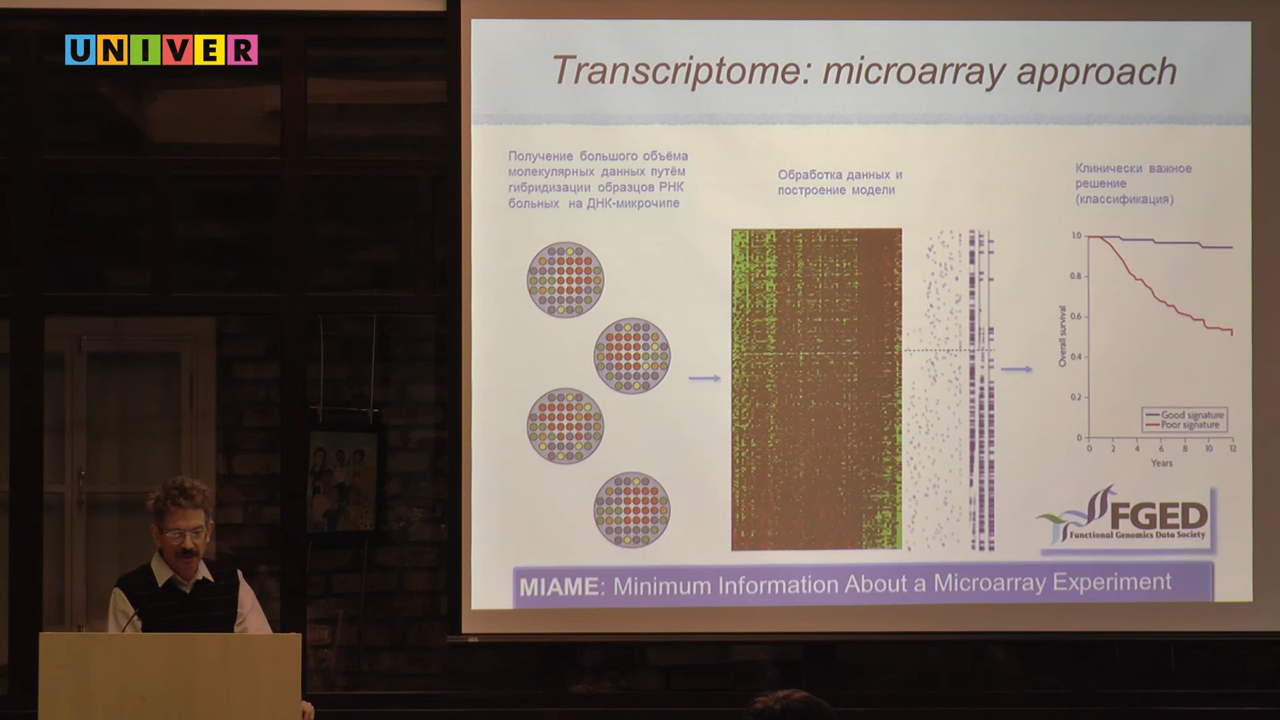 UNIVER
Transcriptome: microarray approach
Получение большого объёма
молекулярных данных путём
гибридизации образцов РНК
больных на ДНК-микрочипе
Обработка данных и
построение модели
Клинически важное
решение
(классификация)
1.0
0.8
0.6
0.4
0.2
0
Overall survival
0 2 4 6 8 10 12
Years
Good signature
Poor signature
FGED
Functional Genomics Data Society
MIAME: Minimum Information About a Microarray Experiment